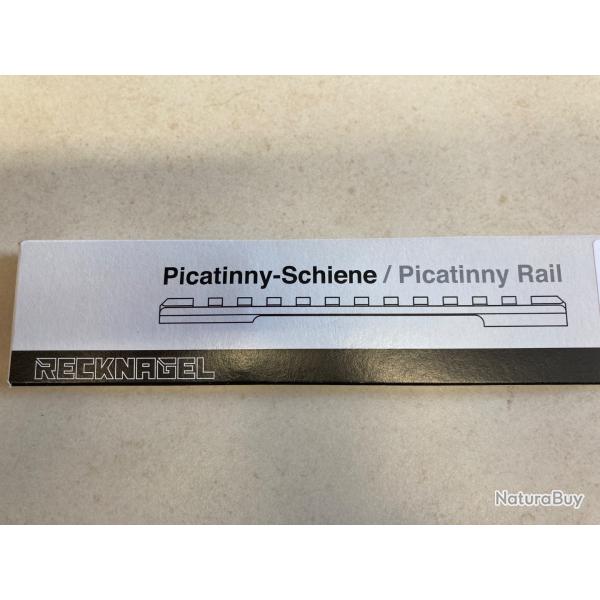 Picatinny-Schiene / Picatinny Rail
RECKNAGEL
NaturaBuy